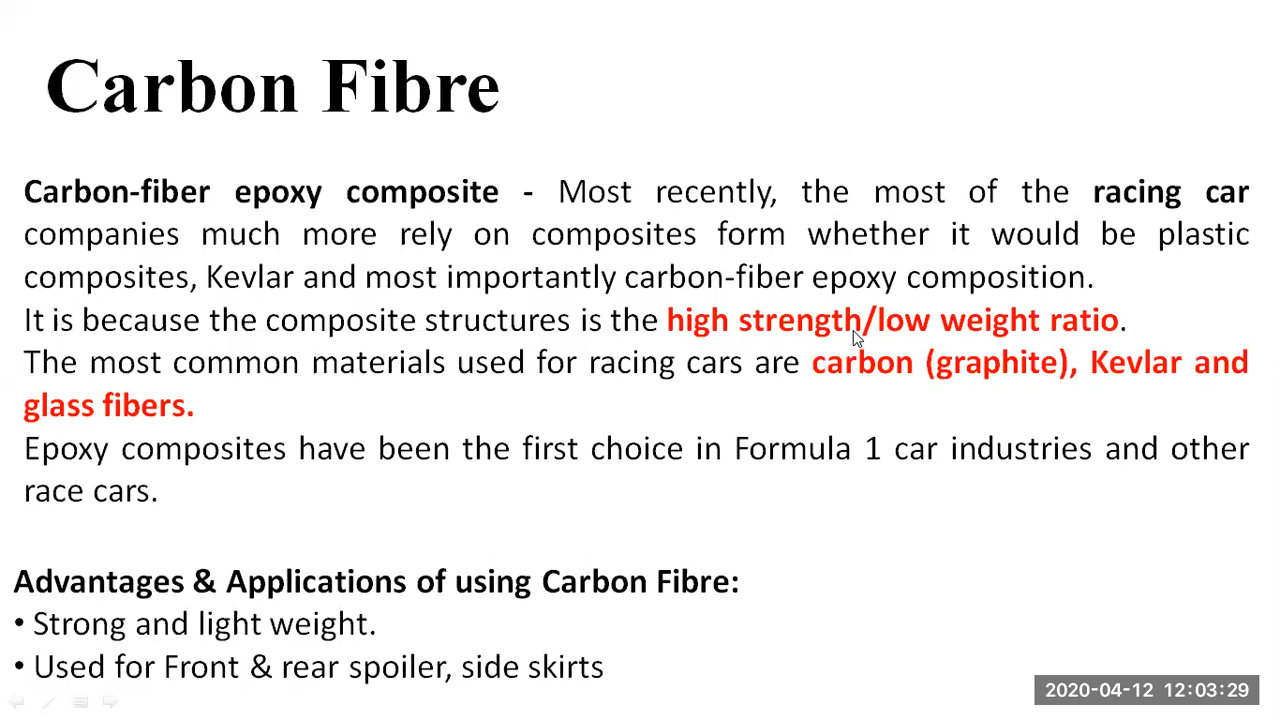 Carbon Fibre
Carbon-fiber epoxy composite - Most recently, the most of the racing car
companies much more rely on composites form whether it would be plastic
composites, Kevlar and most importantly carbon-fiber epoxy composition.
It is because the composite structures is the high strength/low weight ratio.
The most common materials used for racing cars are carbon (graphite), Kevlar and
glass fibers.
Epoxy composites have been the first choice in Formula 1 car industries and other
race cars.
Advantages & Applications of using Carbon Fibre:
• Strong and light weight.
• Used for Front & rear spoiler, side skirts
2020-04-12 12:03:29